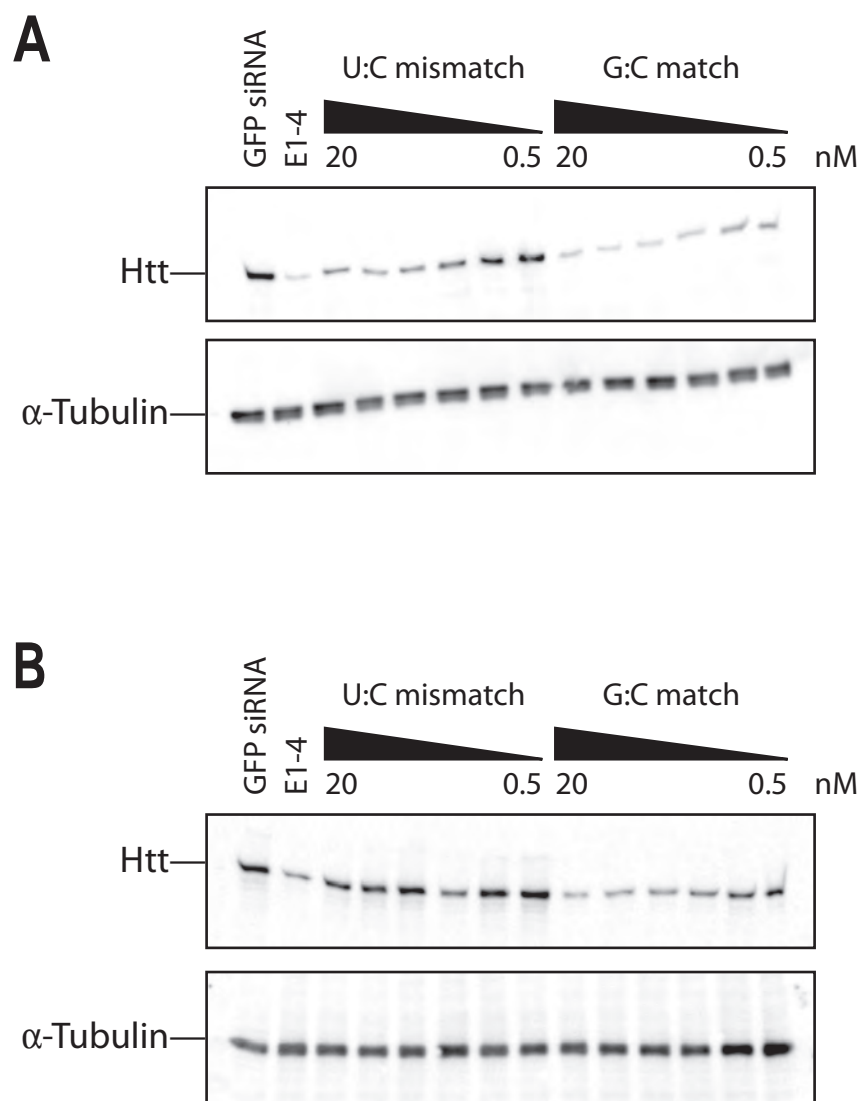 A
GFP siRNA
E1-4
U:C mismatch
G:C match
20
0.5
20
0.5
nM
Htt
α-Tubulin
B
GFP siRNA
E1-4
U:C mismatch
G:C match
20
0.5
20
0.5
nM
Htt
α-Tubulin